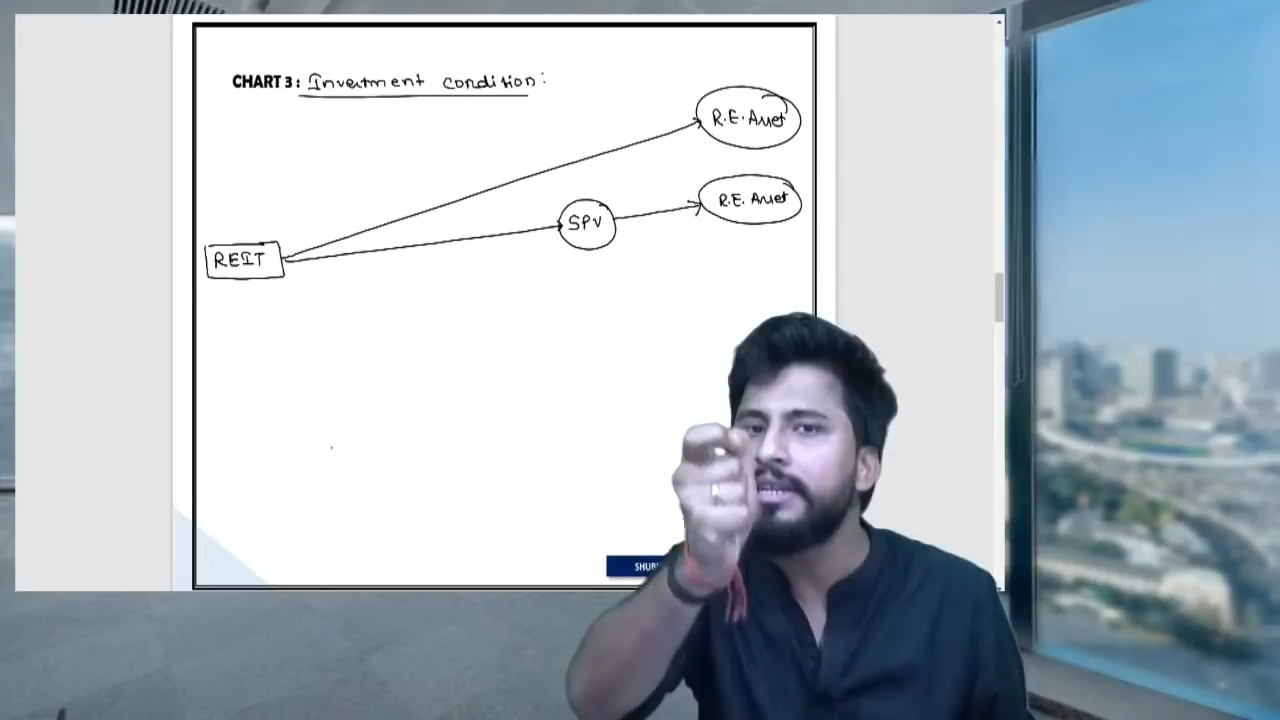 CHART 3: Investment condition:
R.E. Asset
R.E. Asset
SPV
REIT